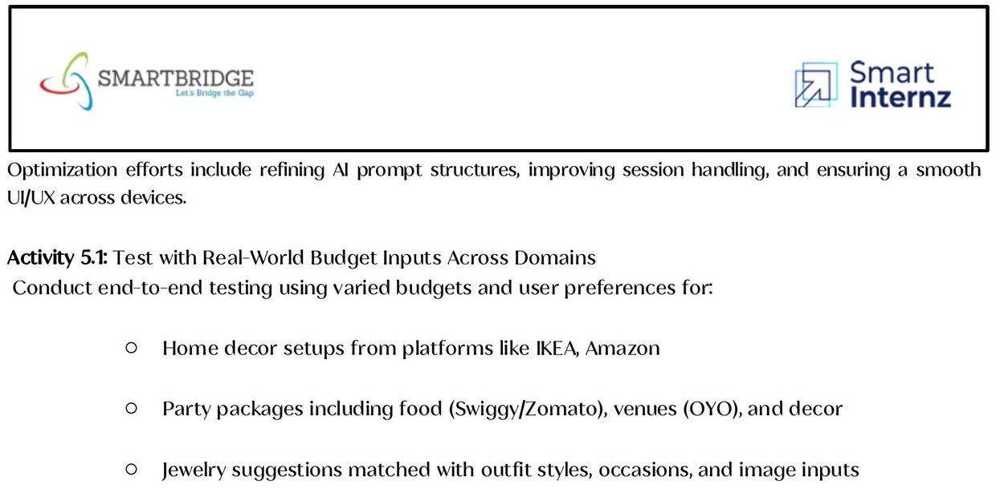 SMARTBRIDGE
Let's Bridge the Gap
Smart
Internz
Optimization efforts include refining AI prompt structures, improving session handling, and ensuring a smooth
UI/UX across devices.
Activity 5.1: Test with Real-World Budget Inputs Across Domains
Conduct end-to-end testing using varied budgets and user preferences for:
○ Home decor setups from platforms like IKEA, Amazon
○ Party packages including food (Swiggy/Zomato), venues (OYO), and decor
○ Jewelry suggestions matched with outfit styles, occasions, and image inputs